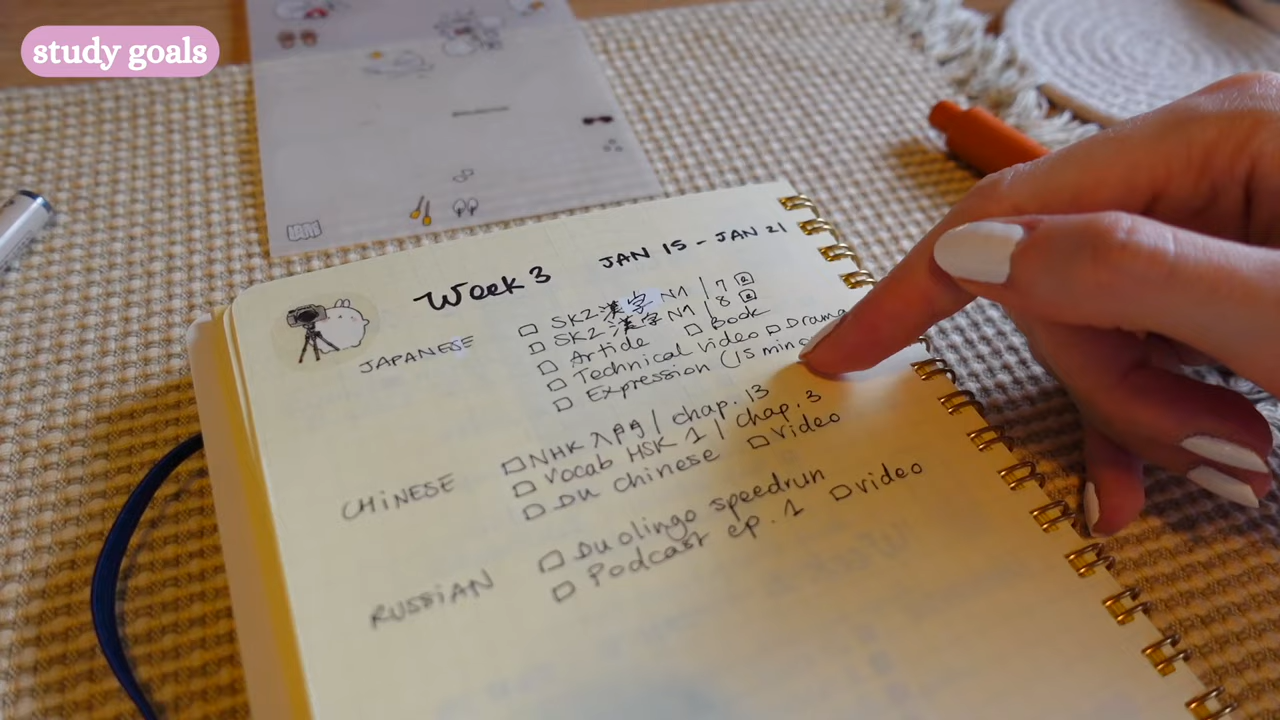 study goals
Week 3 JAN 15 - JAN 21
JAPANESE
SKZ 漢字 N1 / 7 R
SKZ 漢字 N1 / 8 R
Article Book
Technical Video Drama
Expression (15 min
CHINESE
NHK 入門 / chap. 13
Vocab HSK 1 / chap. 3
Du Chinese Video
RUSSIAN
Duolingo speedrun
Podcast ep. 1 video